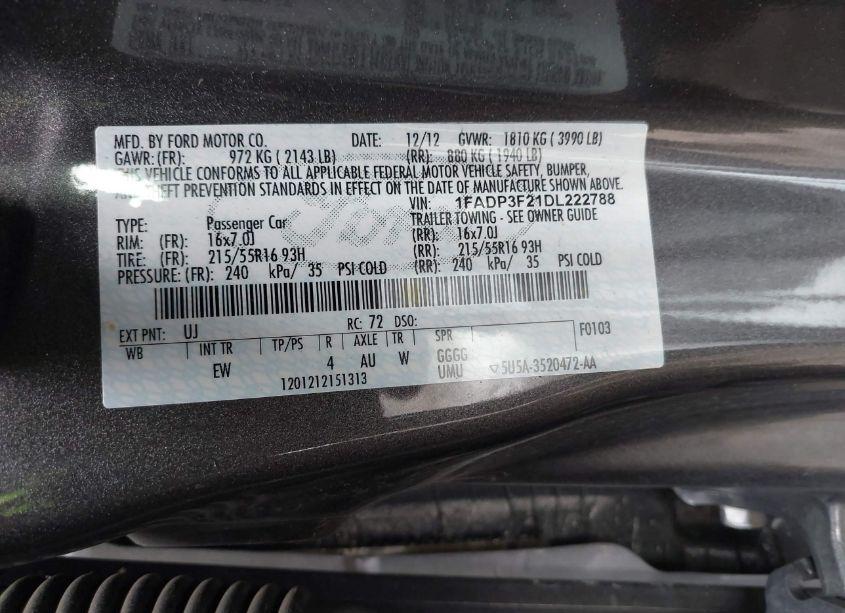 MFD. BY FORD MOTOR CO. DATE: 12/12 GVWR: 1810 KG ( 3990 LB)
GAWR: (FR): 972 KG ( 2143 LB) (RR): 880 KG ( 1940 LB)
THIS VEHICLE CONFORMS TO ALL APPLICABLE FEDERAL MOTOR VEHICLE SAFETY, BUMPER,
AND THEFT PREVENTION STANDARDS IN EFFECT ON THE DATE OF MANUFACTURE SHOWN ABOVE.
VIN: 1FADP3F21DL222788
TYPE: Passenger Car TRAILER TOWING - SEE OWNER GUIDE
RIM: (FR): 16x7.0J (RR): 16x7.0J
TIRE: (FR): 215/55R16 93H (RR): 215/55R16 93H
PRESSURE: (FR): 240 kPa/ 35 PSI COLD (RR): 240 kPa/ 35 PSI COLD
EXT PNT: UJ RC: 72 DSO: F0103
WB INT TR TP/PS R AXLE TR SPR
EW 4 AU W GGGG
UMU
1201212151313 ▽5U5A-3520472-AA